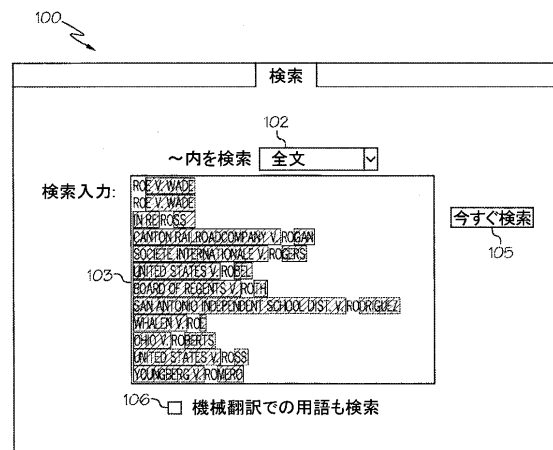 100
検索
102
~内を検索 全文
検索入力:
ROE V. WADE
ROE V. WADE
IN RE ROSS
CANTON RAILROADCOMPANY V. ROGAN
SOCIETE INTERNATIONALE V. ROGERS
UNITED STATES V. ROBEL
BOARD OF REGENTS V. ROTH
SAN ANTONIO INDEPENDENT SCHOOL DIST. V. RODRIGUEZ
WHALEN V. ROE
OHIO V. ROBERTS
UNITED STATES V. ROSS
YOUNGBERG V. ROMERO
今すぐ検索
105
103
106 機械翻訳での用語も検索